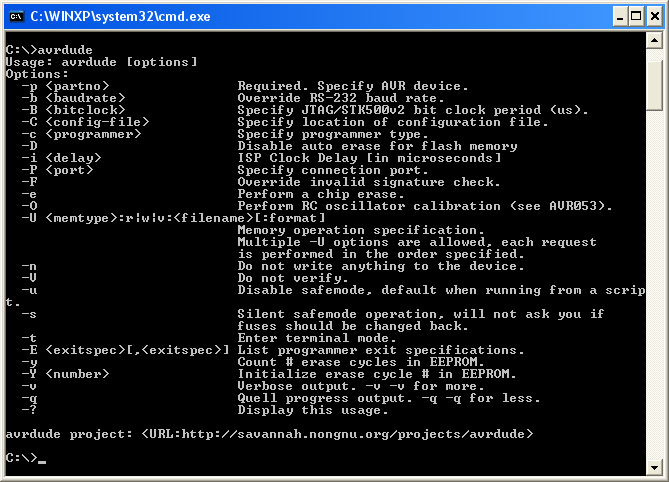 C:\WINXP\system32\cmd.exe
C:\>avrdude
Usage: avrdude [options]
Options:
  -p <partno>                Required. Specify AVR device.
  -b <baudrate>              Override RS-232 baud rate.
  -B <bitclock>              Specify JTAG/STK500v2 bit clock period (us).
  -C <config-file>           Specify location of configuration file.
  -c <programmer>            Specify programmer type.
  -D                         Disable auto erase for flash memory
  -i <delay>                 ISP Clock Delay [in microseconds]
  -P <port>                  Specify connection port.
  -F                         Override invalid signature check.
  -e                         Perform a chip erase.
  -O                         Perform RC oscillator calibration (see AVR053).
  -U <memtype>:r|w|v:<filename>[:format]
                             Memory operation specification.
                             Multiple -U options are allowed, each request
                             is performed in the order specified.
  -n                         Do not write anything to the device.
  -V                         Do not verify.
  -u                         Disable safemode, default when running from a scrip
t.
  -s                         Silent safemode operation, will not ask you if
                             fuses should be changed back.
  -t                         Enter terminal mode.
  -E <exitspec>[,<exitspec>] List programmer exit specifications.
  -y                         Count # erase cycles in EEPROM.
  -Y <number>                Initialize erase cycle # in EEPROM.
  -v                         Verbose output. -v -v for more.
  -q                         Quell progress output. -q -q for less.
  -?                         Display this usage.
avrdude project: <URL:http://savannah.nongnu.org/projects/avrdude>
C:\>_